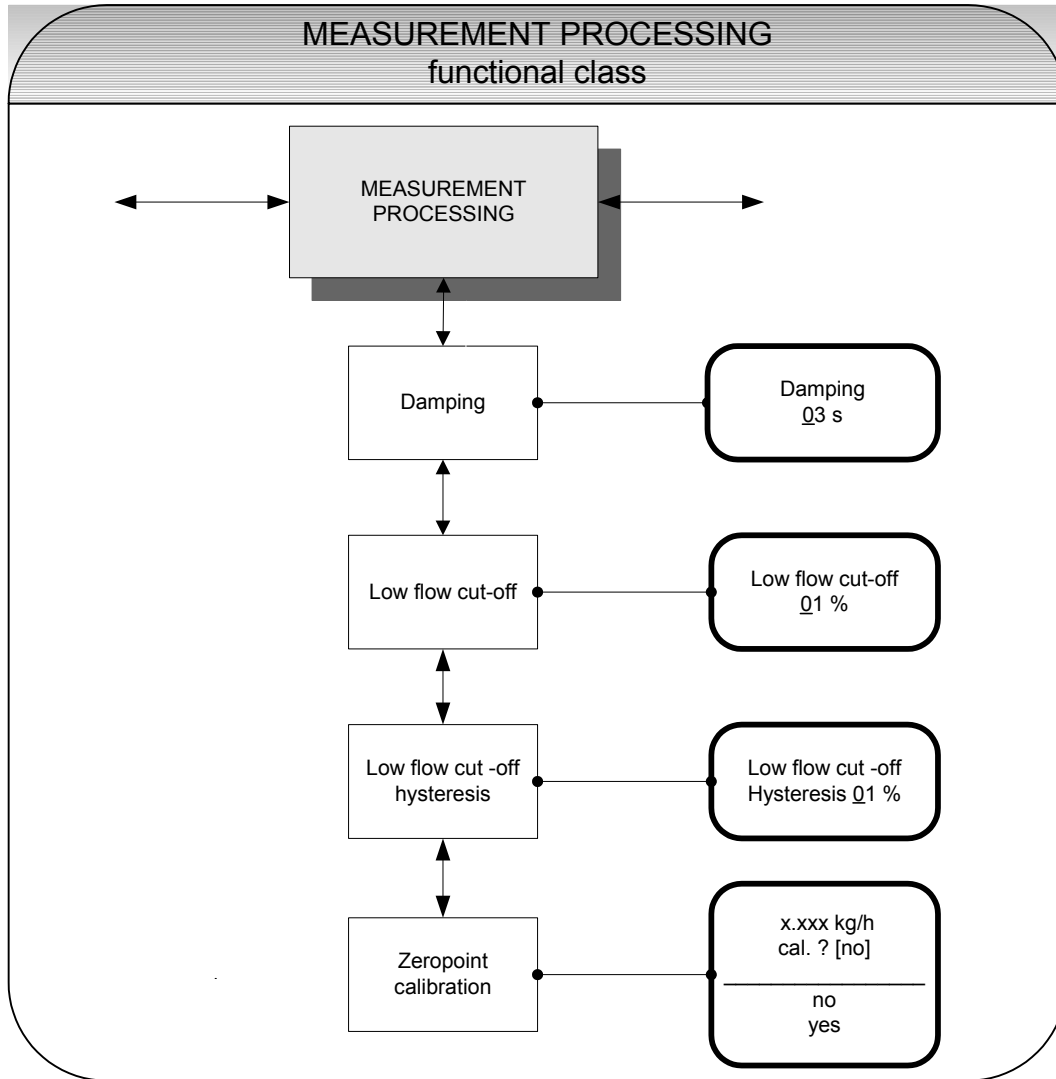 MEASUREMENT PROCESSING
functional class
MEASUREMENT
PROCESSING
Damping
Damping
03 s
Low flow cut-off
Low flow cut-off
01 %
Low flow cut -off
hysteresis
Low flow cut -off
Hysteresis 01 %
Zeropoint
calibration
x.xxx kg/h
cal. ? [no]
no
yes